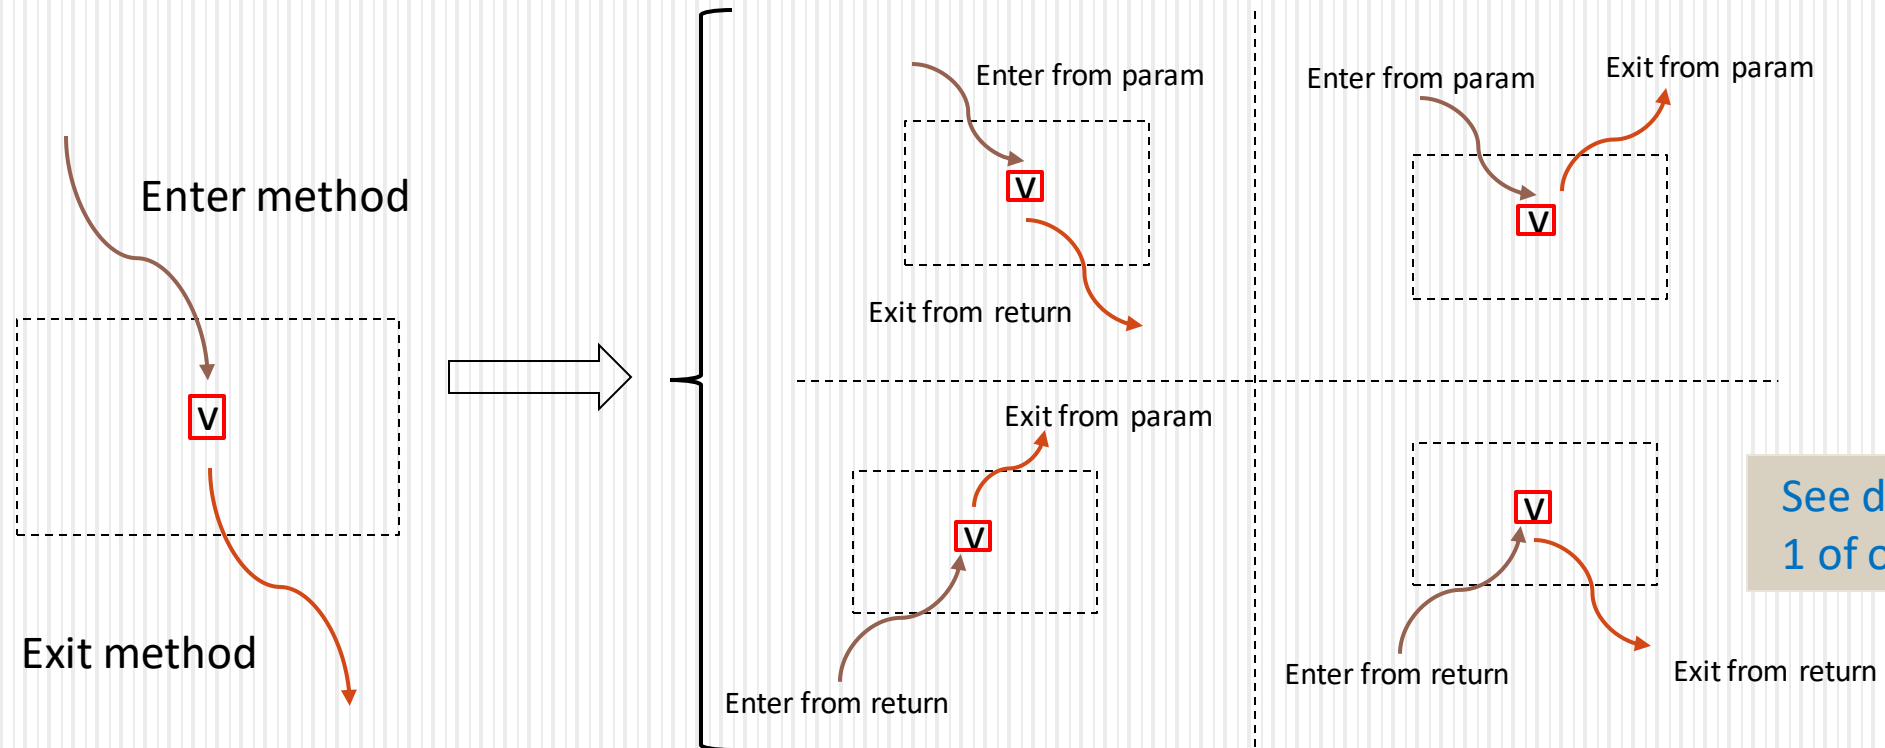 Enter method
V
Exit method
Enter from param
V
Exit from return
Enter from param
Exit from param
V
Exit from param
V
Enter from return
V
Enter from return
Exit from return
See
1 of